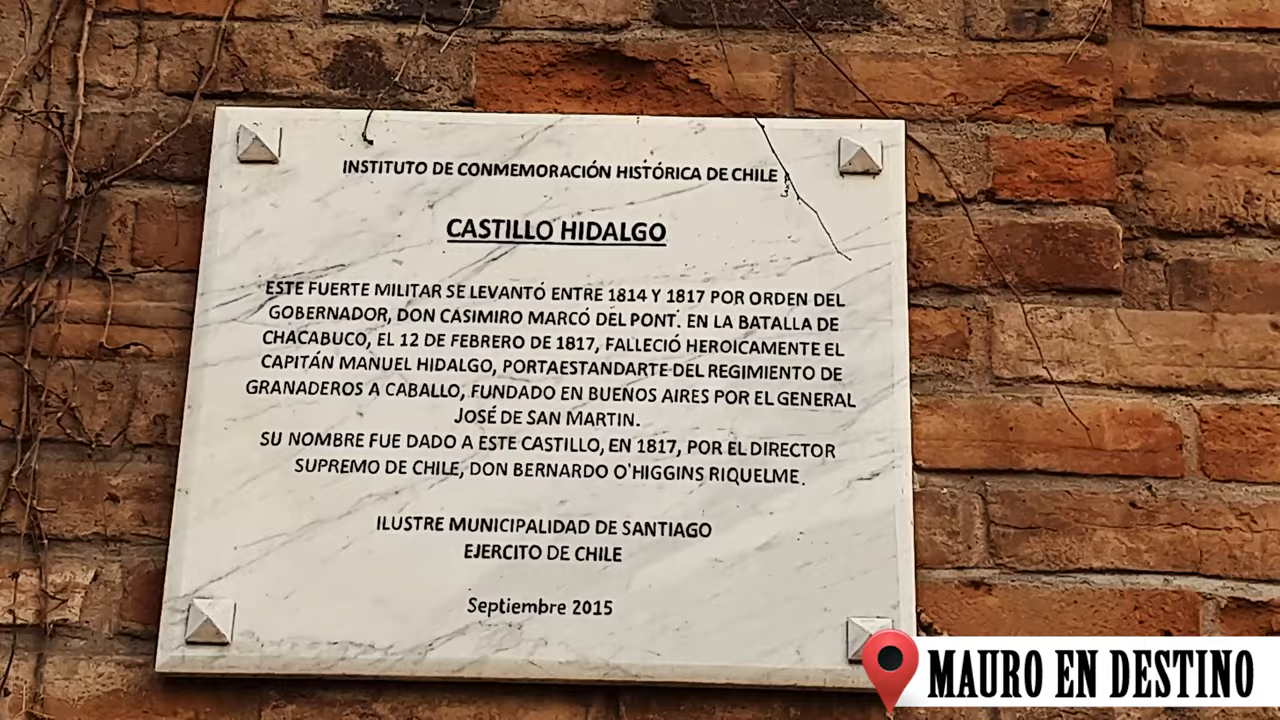 INSTITUTO DE CONMEMORACIÓN HISTÓRICA DE CHILE
CASTILLO HIDALGO
ESTE FUERTE MILITAR SE LEVANTÓ ENTRE 1814 Y 1817 POR ORDEN DEL
GOBERNADOR, DON CASIMIRO MARCÓ DEL PONT. EN LA BATALLA DE
CHACABUCO, EL 12 DE FEBRERO DE 1817, FALLECIÓ HEROICAMENTE EL
CAPITÁN MANUEL HIDALGO, PORTAESTANDARTE DEL REGIMIENTO DE
GRANADEROS A CABALLO, FUNDADO EN BUENOS AIRES POR EL GENERAL
JOSÉ DE SAN MARTIN.
SU NOMBRE FUE DADO A ESTE CASTILLO, EN 1817, POR EL DIRECTOR
SUPREMO DE CHILE, DON BERNARDO O'HIGGINS RIQUELME.
ILUSTRE MUNICIPALIDAD DE SANTIAGO
EJERCITO DE CHILE
Septiembre 2015
MAURO EN DESTINO